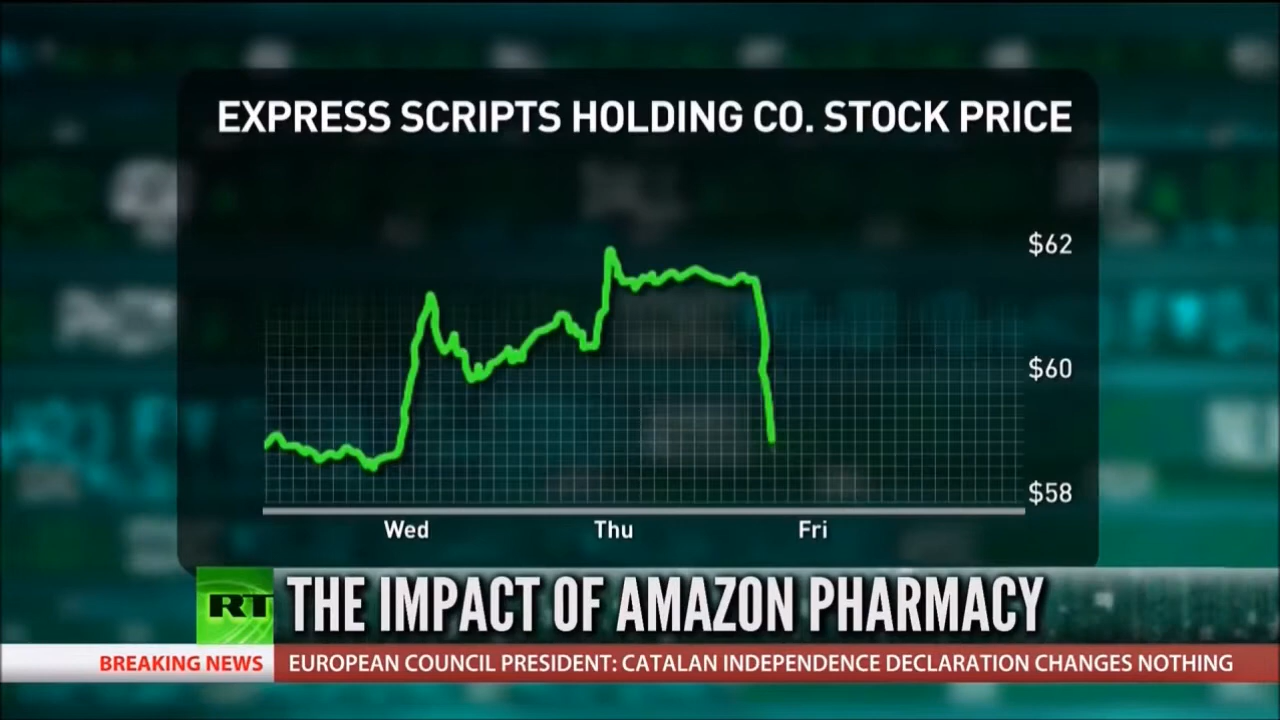 EXPRESS SCRIPTS HOLDING CO. STOCK PRICE
$62
$60
$58
Wed Thu Fri
RT THE IMPACT OF AMAZON PHARMACY
BREAKING NEWS EUROPEAN COUNCIL PRESIDENT: CATALAN INDEPENDENCE DECLARATION CHANGES NOTHING